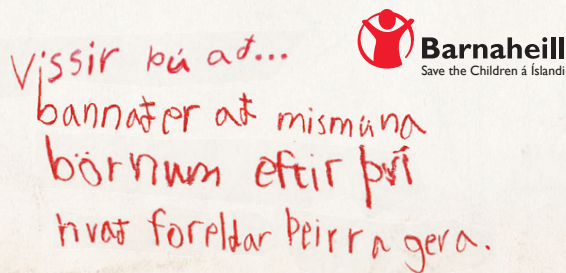 Vissir þú að...
bannað er að mismuna
börnum eftir því
hvað foreldar þeirra gera.
Barnaheill
Save the Children á Íslandi